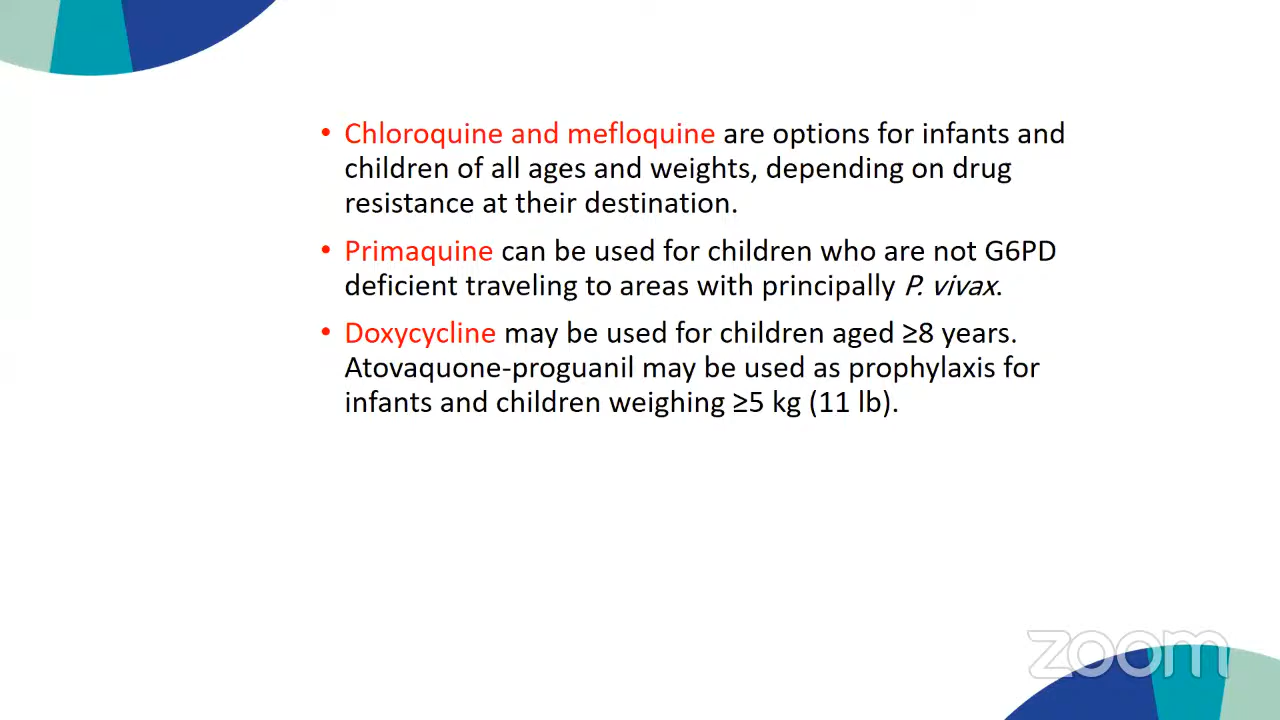 • Chloroquine and mefloquine are options for infants and
children of all ages and weights, depending on drug
resistance at their destination.
• Primaquine can be used for children who are not G6PD
deficient traveling to areas with principally P. vivax.
• Doxycycline may be used for children aged ≥8 years.
Atovaquone-proguanil may be used as prophylaxis for
infants and children weighing ≥5 kg (11 lb).
zoom